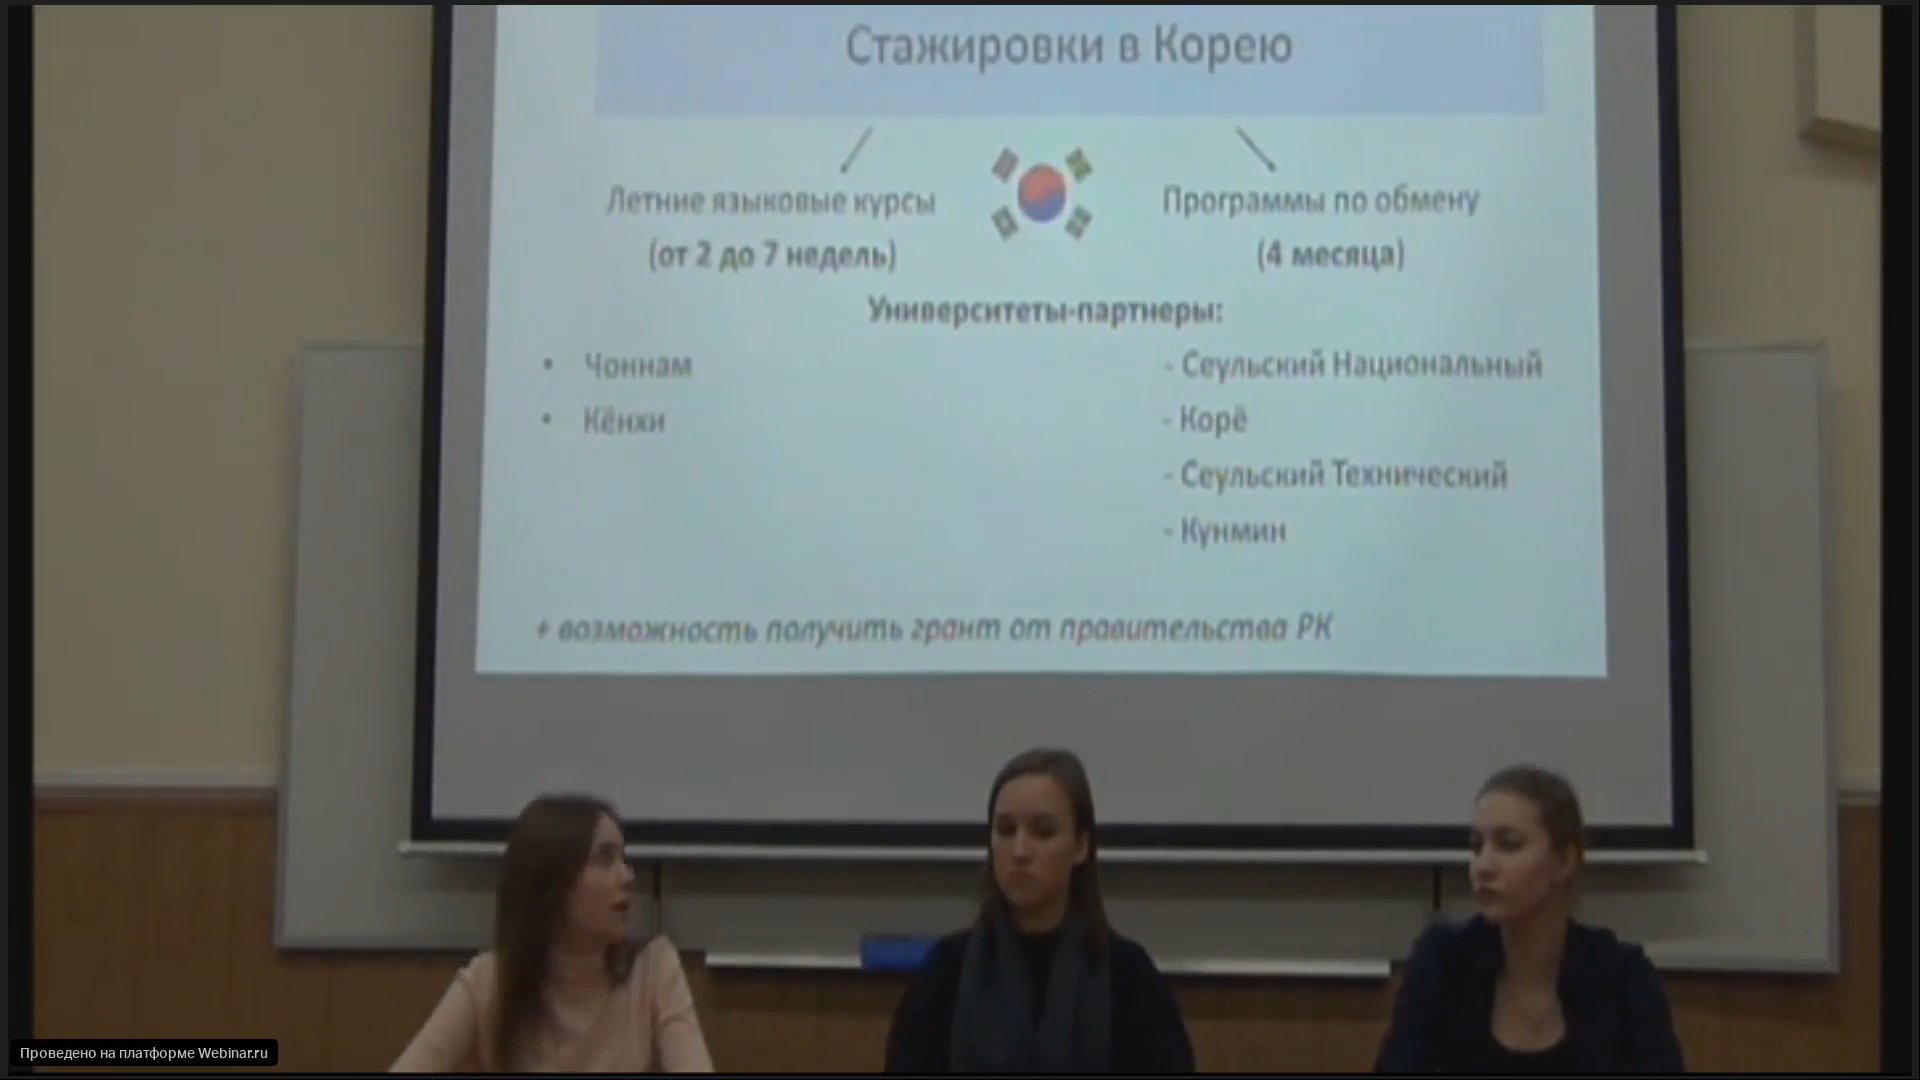 Стажировки в Корею
Летние языковые курсы
(от 2 до 7 недель)
Программы по обмену
(4 месяца)
Университеты-партнеры:
• Чоннам
• Кёнхи
- Сеульский Национальный
- Корё
- Сеульский Технический
- Кунмин
+ возможность получить грант от правительства РК
Проведено на платформе Webinar.ru